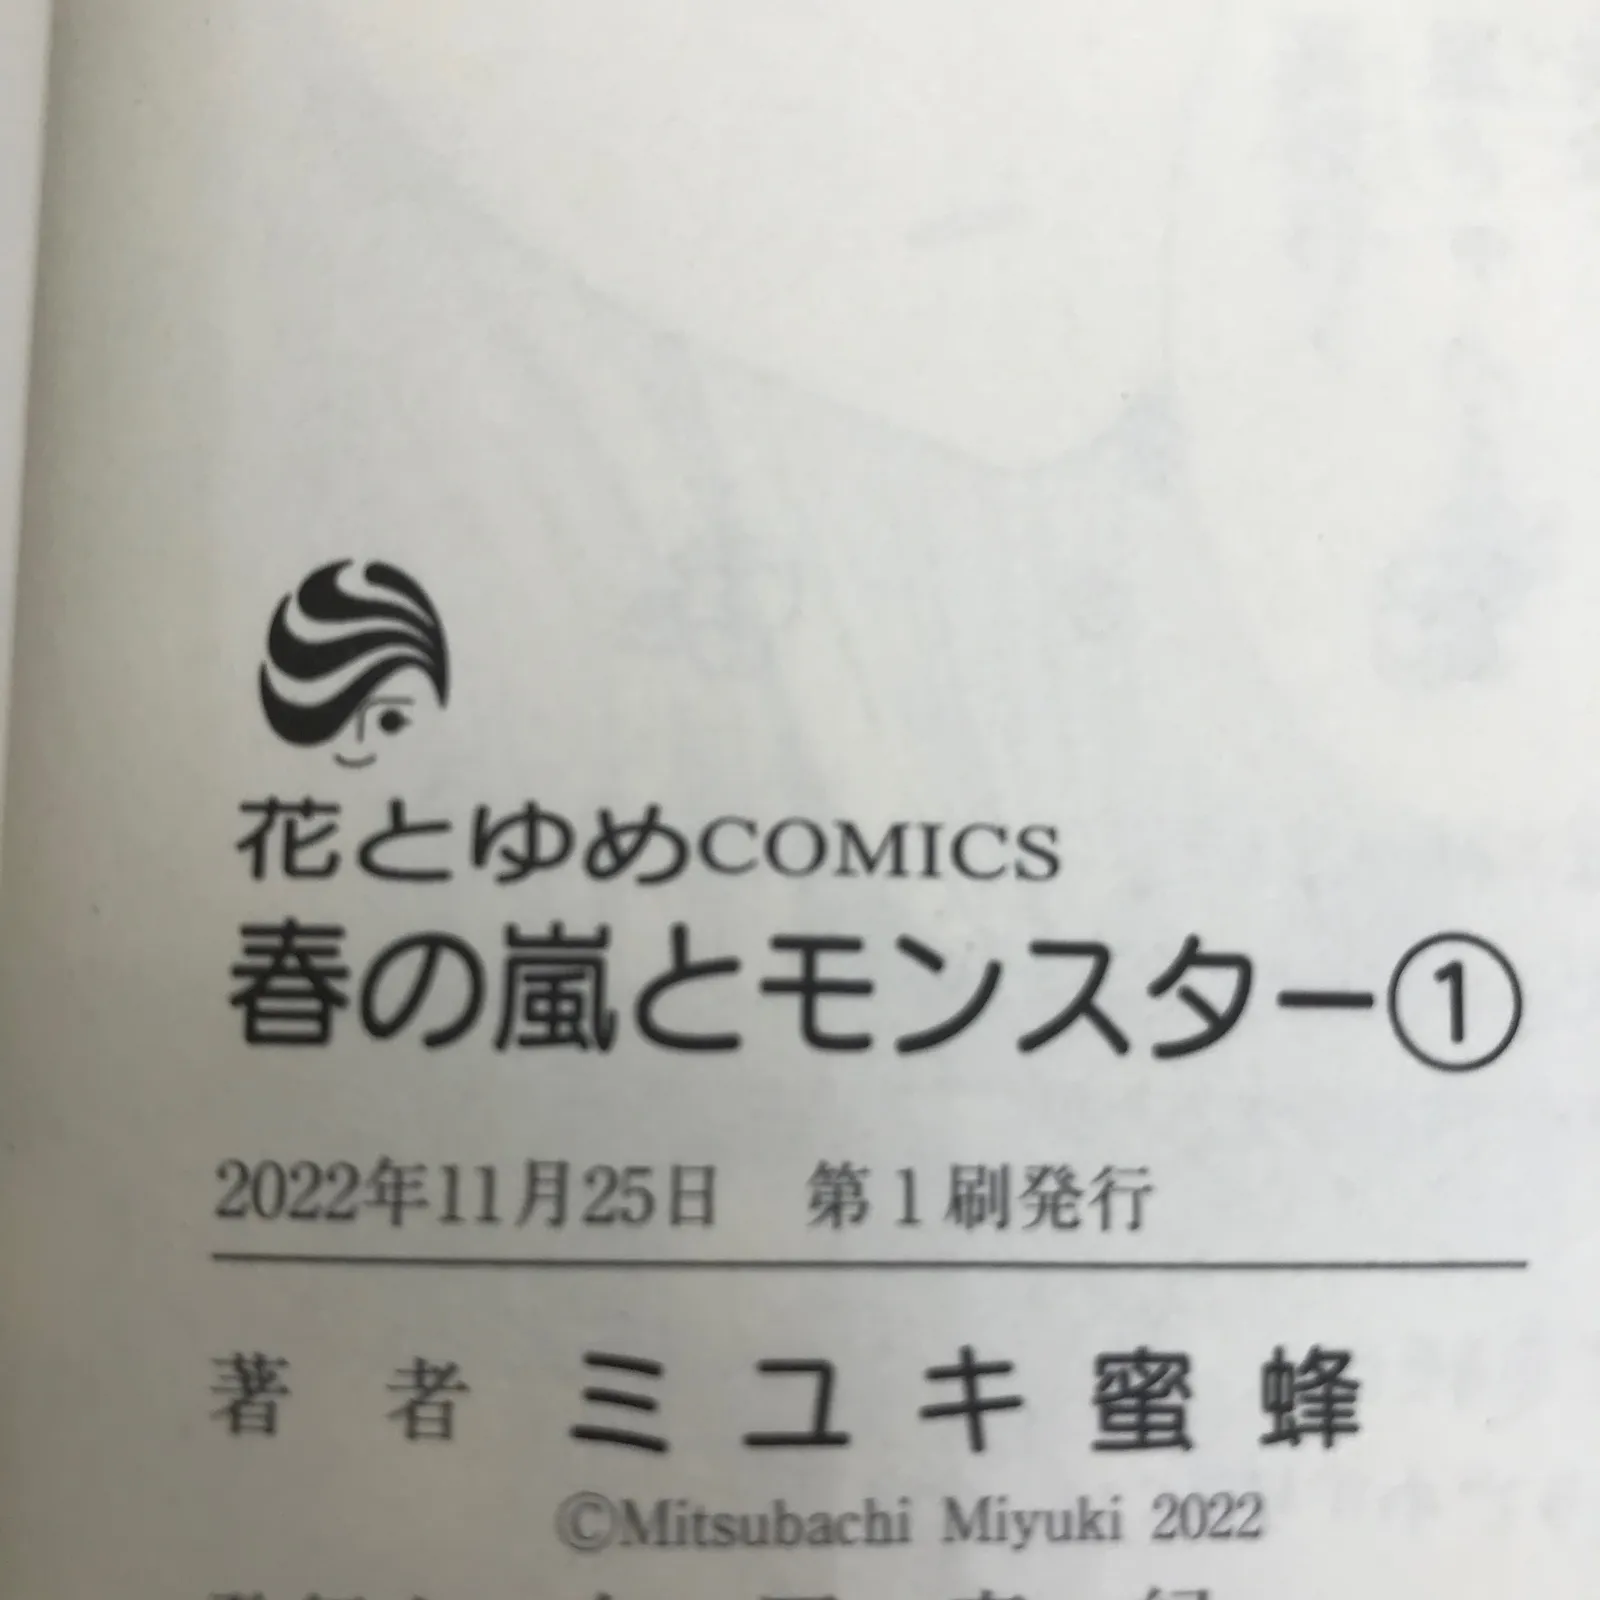 花とゆめCOMICS
春の嵐とモンスター①
2022年11月25日　第1刷発行
著者　ミユキ蜜蜂
©Mitsubachi Miyuki 2022